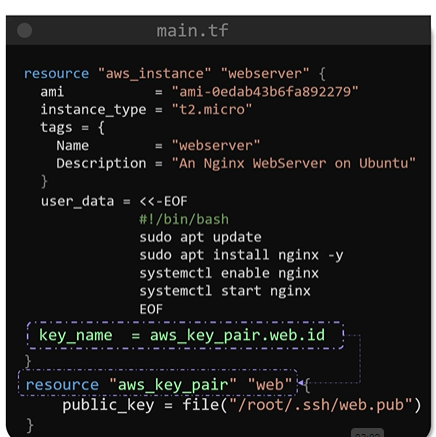 main.tf
resource "aws_instance" "webserver" {
ami = "ami-0edab43b6fa892279"
instance_type = "t2.micro"
tags = {
Name = "webserver"
Description = "An Nginx WebServer on Ubuntu"
}
user_data = <<-EOF
#!/bin/bash
sudo apt update
sudo apt install nginx -y
systemctl enable nginx
systemctl start nginx
EOF
key_name = aws_key_pair.web.id
}
resource "aws_key_pair" "web" {
public_key = file("/root/.ssh/web.pub")
}